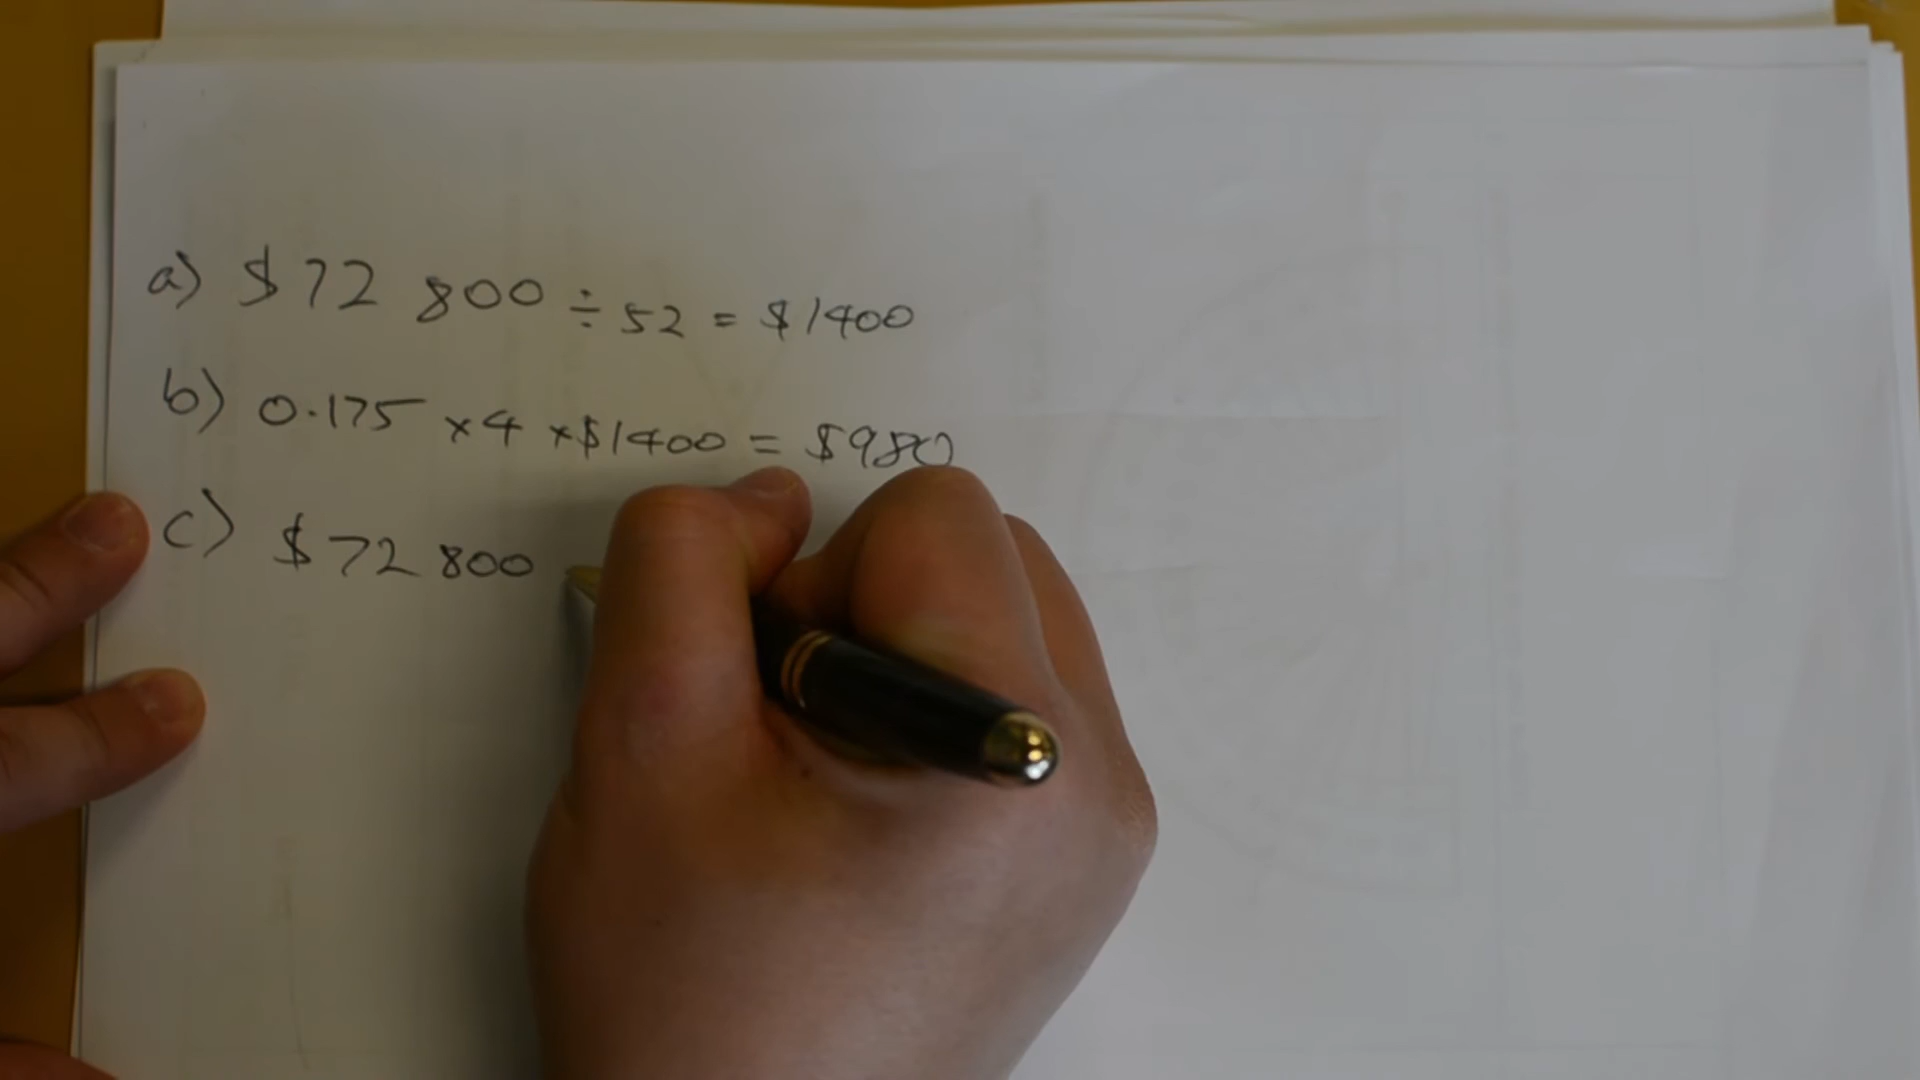 a) $72 800 ÷ 52 = $1400
b) 0.175 × 4 × $1400 = $980
c) $72 800